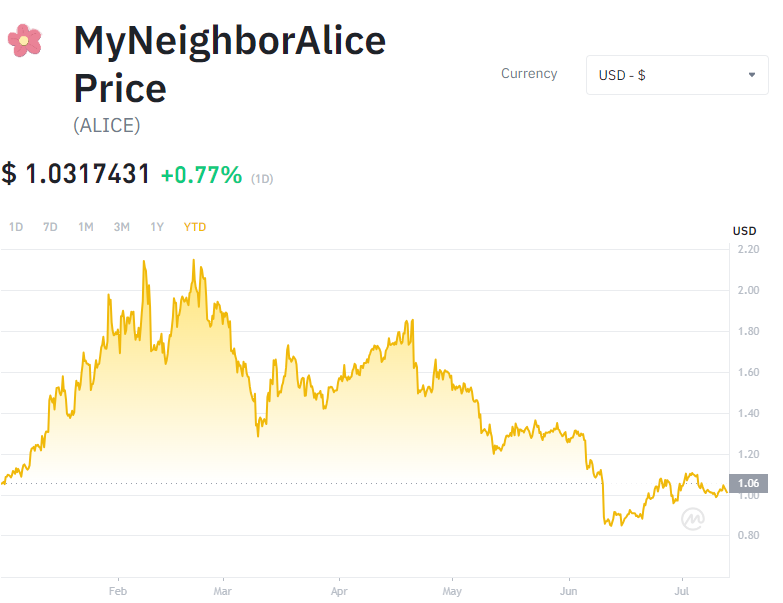 MyNeighborAlice
Price
(ALICE)
Currency
USD - $
$ 1.0317431 +0.77% (1D)
1D 7D 1M 3M 1Y YTD
USD
2.20
2.00
1.80
1.60
1.40
1.20
1.06
1.00
0.80
Feb Mar Apr May Jun Jul